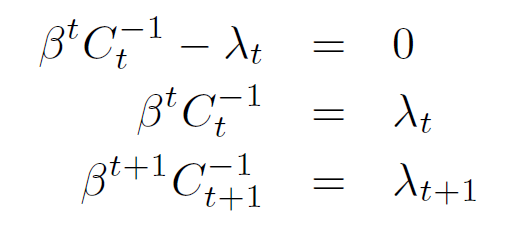 β^t C_t^{-1} − λ_t = 0
β^t C_t^{-1} = λ_t
β^{t+1} C_{t+1}^{-1} = λ_{t+1}